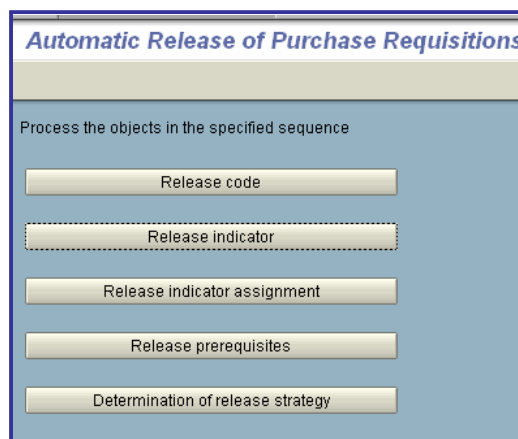 Automatic Release of Purchase Requisitions
Process the objects in the specified sequence
Release code
Release indicator
Release indicator assignment
Release prerequisites
Determination of release strategy